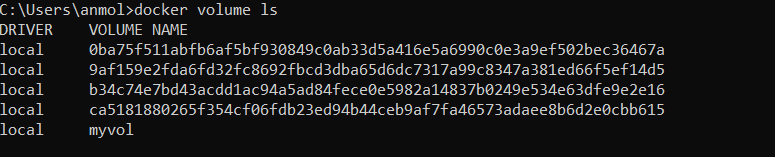 C:\Users\anmol>docker volume ls
DRIVER    VOLUME NAME
local     0ba75f511abfb6af5bf930849c0ab33d5a416e5a6990c0e3a9ef502bec36467a
local     9af159e2fda6fd32fc8692fbcd3dba65d6dc7317a99c8347a381ed66f5ef14d5
local     b34c74e7bd43acdd1ac94a5ad84fece0e5982a14837b0249e534e63dfe9e2e16
local     ca5181880265f354cf06fdb23ed94b44ceb9af7fa46573adaee8b6d2e0cbb615
local     myvol